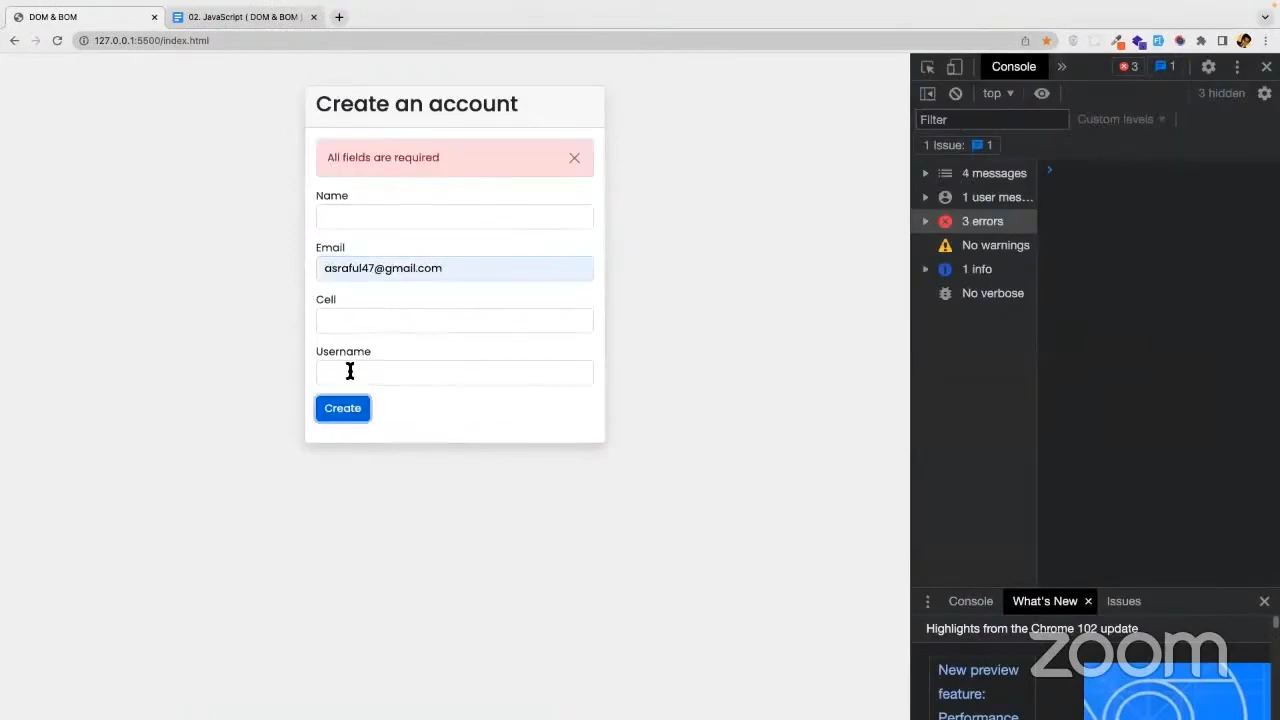 DOM & BOM
02. JavaScript ( DOM & BOM )
127.0.0.1:5500/index.html
Create an account
All fields are required
Name
Email
asraful47@gmail.com
Cell
Username
Create
Console
3
1
top
3 hidden
Filter
Custom levels
1 Issue: 1
4 messages
1 user mes...
3 errors
No warnings
1 info
No verbose
Console
What's New
Issues
Highlights from the Chrome 102 update
New preview
feature:
Performance
zoom